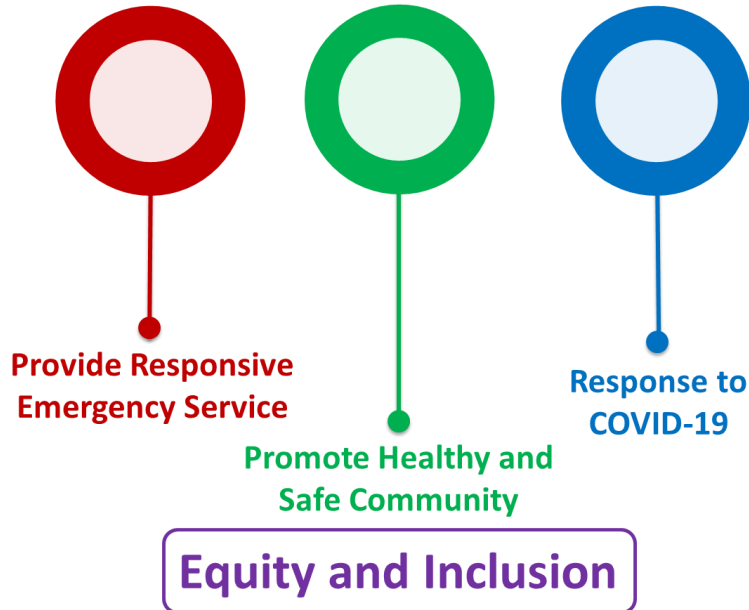 Provide Responsive
Emergency Service
Promote Healthy and
Safe Community
Response to
COVID-19
Equity and Inclusion